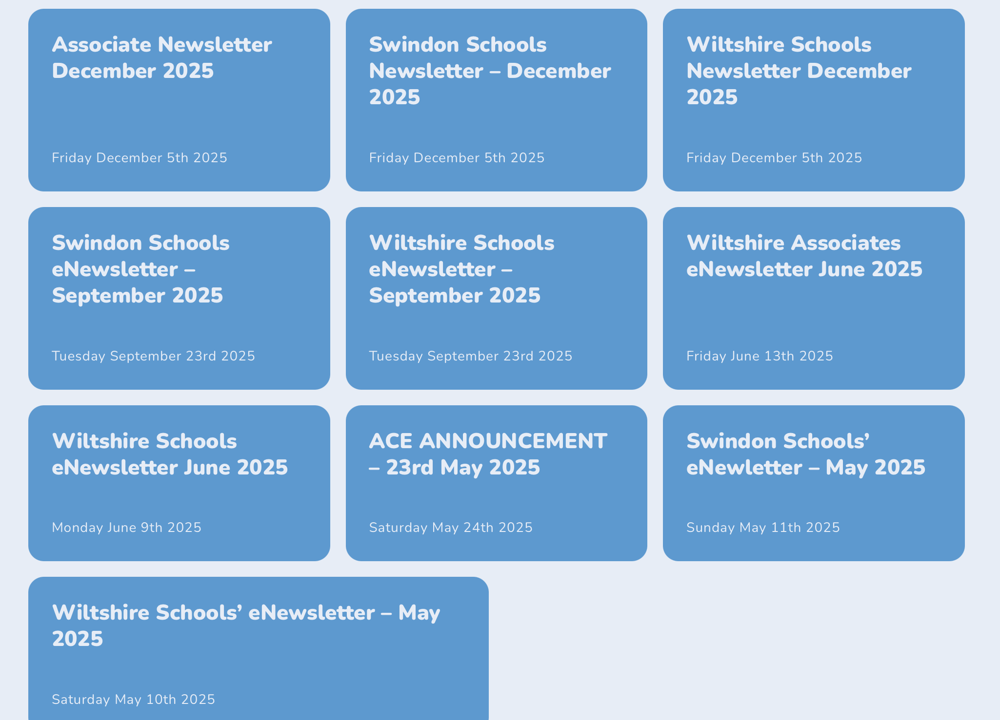 Associate Newsletter
December 2025
Friday December 5th 2025
Swindon Schools
Newsletter – December
2025
Friday December 5th 2025
Wiltshire Schools
Newsletter December
2025
Friday December 5th 2025
Swindon Schools
eNewsletter –
September 2025
Tuesday September 23rd 2025
Wiltshire Schools
eNewsletter –
September 2025
Tuesday September 23rd 2025
Wiltshire Associates
eNewsletter June 2025
Friday June 13th 2025
Wiltshire Schools
eNewsletter June 2025
Monday June 9th 2025
ACE ANNOUNCEMENT
– 23rd May 2025
Saturday May 24th 2025
Swindon Schools’
eNewletter – May 2025
Sunday May 11th 2025
Wiltshire Schools’ eNewsletter – May
2025
Saturday May 10th 2025